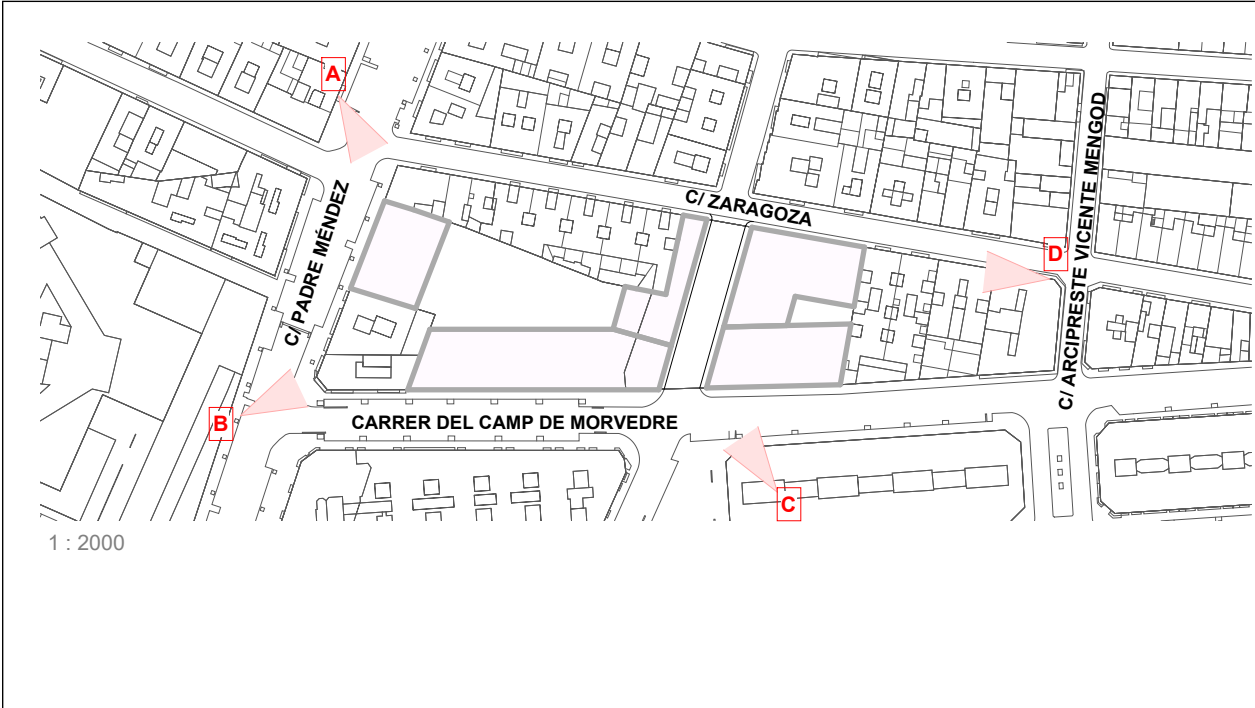 A
C/ ARCIPRESTE VICENTE MENGOD
C/ PADRE MÉNDEZ
C/ ZARAGOZA
D
B
CARRER DEL CAMP DE MORVEDRE
C
1 : 2000